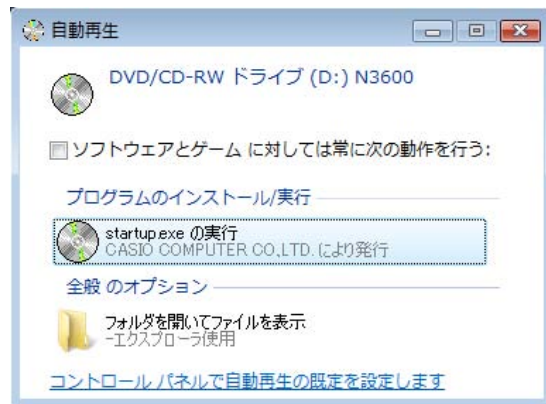 自動再生
DVD/CD-RW ドライブ (D:) N3600
ソフトウェアとゲーム に対しては常に次の動作を行う:
プログラムのインストール/実行
startup.exe の実行
CASIO COMPUTER CO,.LTD. により発行
全般 のオプション
フォルダを開いてファイルを表示
-エクスプローラ使用
コントロール パネルで自動再生の既定を設定します